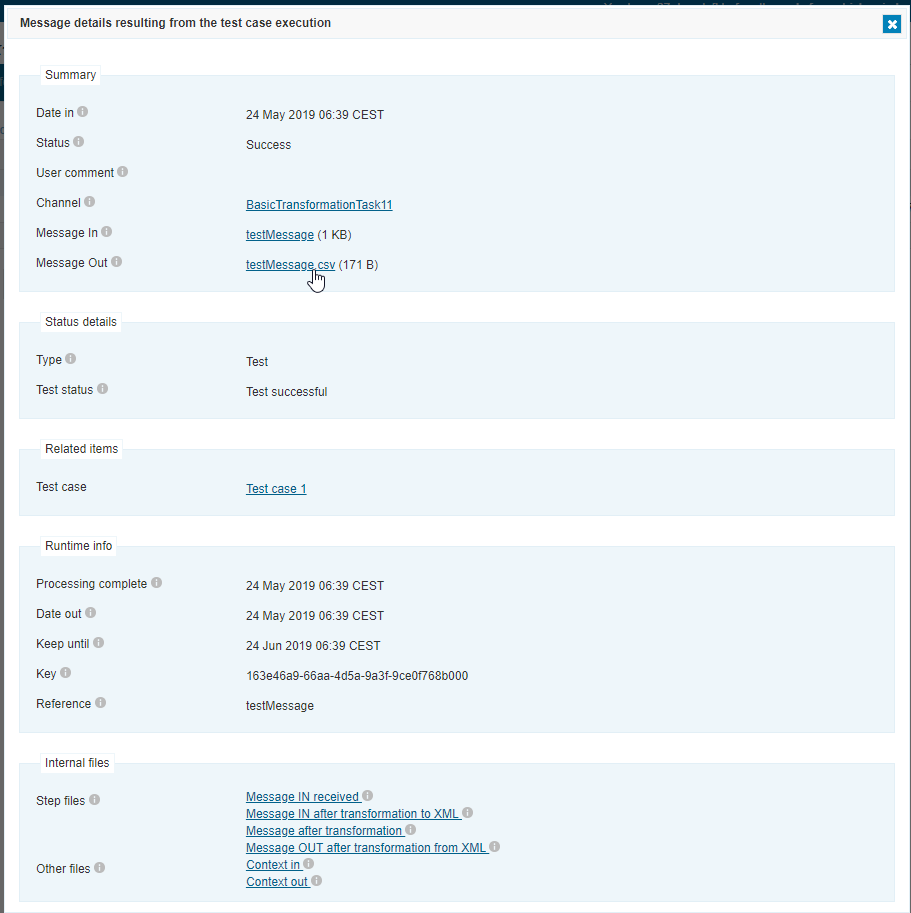 Message details resulting from the test case execution
Summary
Date in
24 May 2019 06:39 CEST
Status
Success
User comment
Channel
BasicTransformationTask11
Message In
testMessage (1 KB)
Message Out
testMessage.csv (171 B)
Status details
Type
Test
Test status
Test successful
Related items
Test case
Test case 1
Runtime info
Processing complete
24 May 2019 06:39 CEST
Date out
24 May 2019 06:39 CEST
Keep until
24 Jun 2019 06:39 CEST
Key
163e46a9-66aa-4d5a-9a3f-9ce0f768b000
Reference
testMessage
Internal files
Step files
Message IN received
Message IN after transformation to XML
Message after transformation
Message OUT after transformation from XML
Other files
Context in
Context out